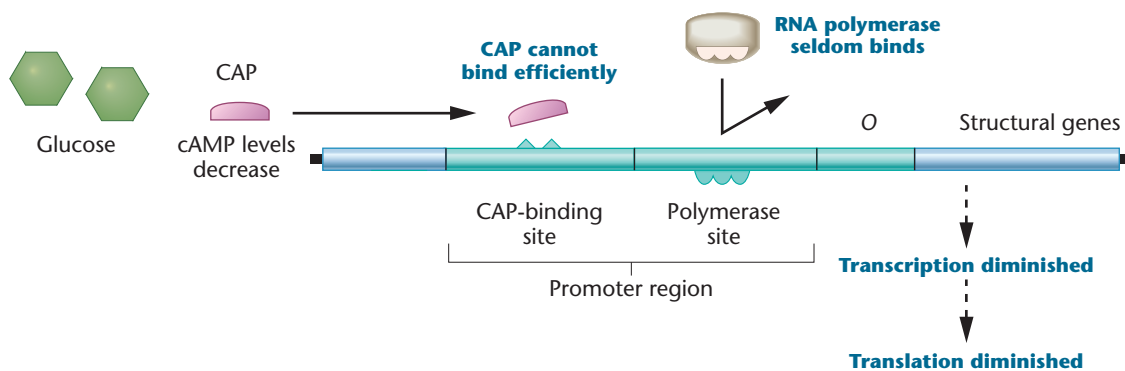 RNA polymerase
seldom binds
CAP cannot
bind efficiently
CAP
Glucose
cAMP levels
decrease
O
Structural genes
CAP-binding
site
Polymerase
site
Promoter region
Transcription diminished
Translation diminished